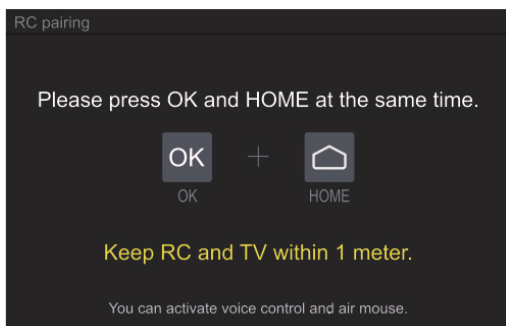 RC pairing
Please press OK and HOME at the same time.
OK
+
OK
HOME
Keep RC and TV within 1 meter.
You can activate voice control and air mouse.